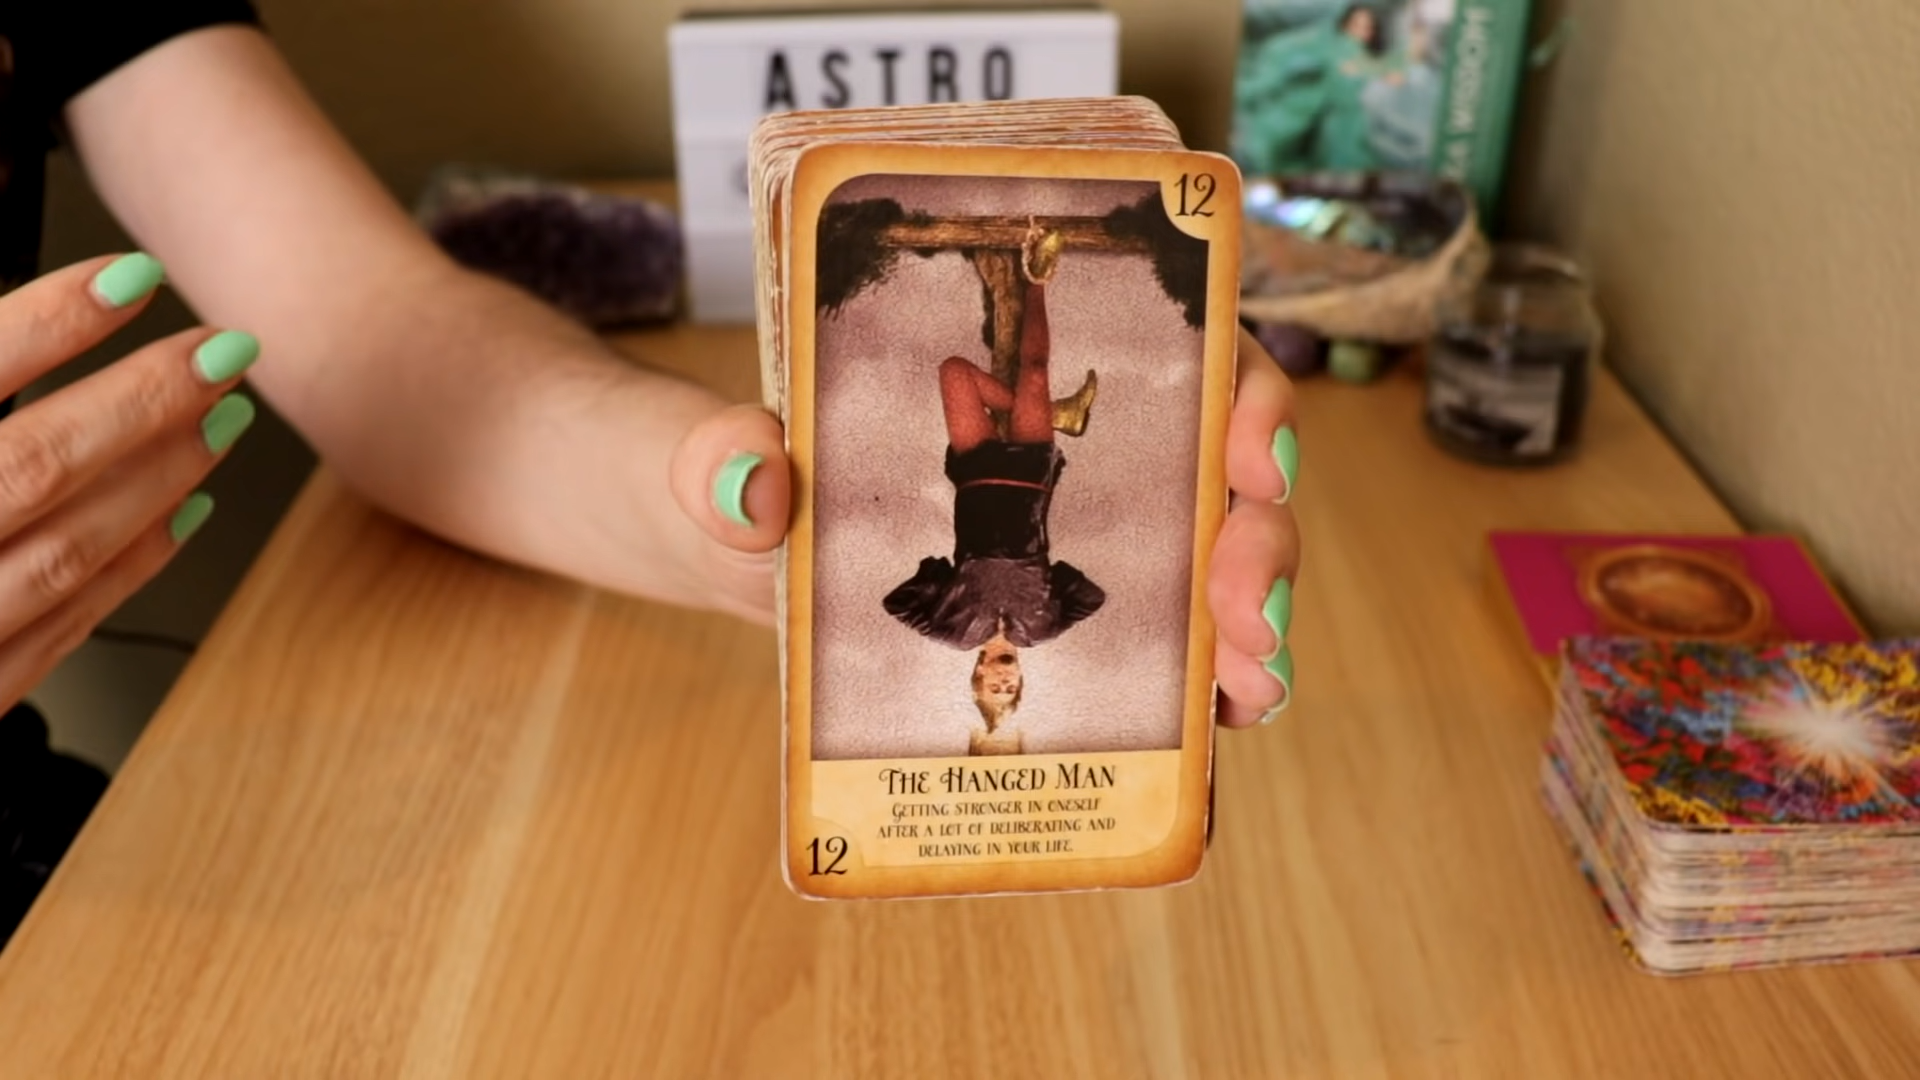 ASTRO
12
THE HANGED MAN
GETTING STRONGER IN ONESELF
AFTER A LOT OF DELIBERATING AND
DELAYING IN YOUR LIFE.
12